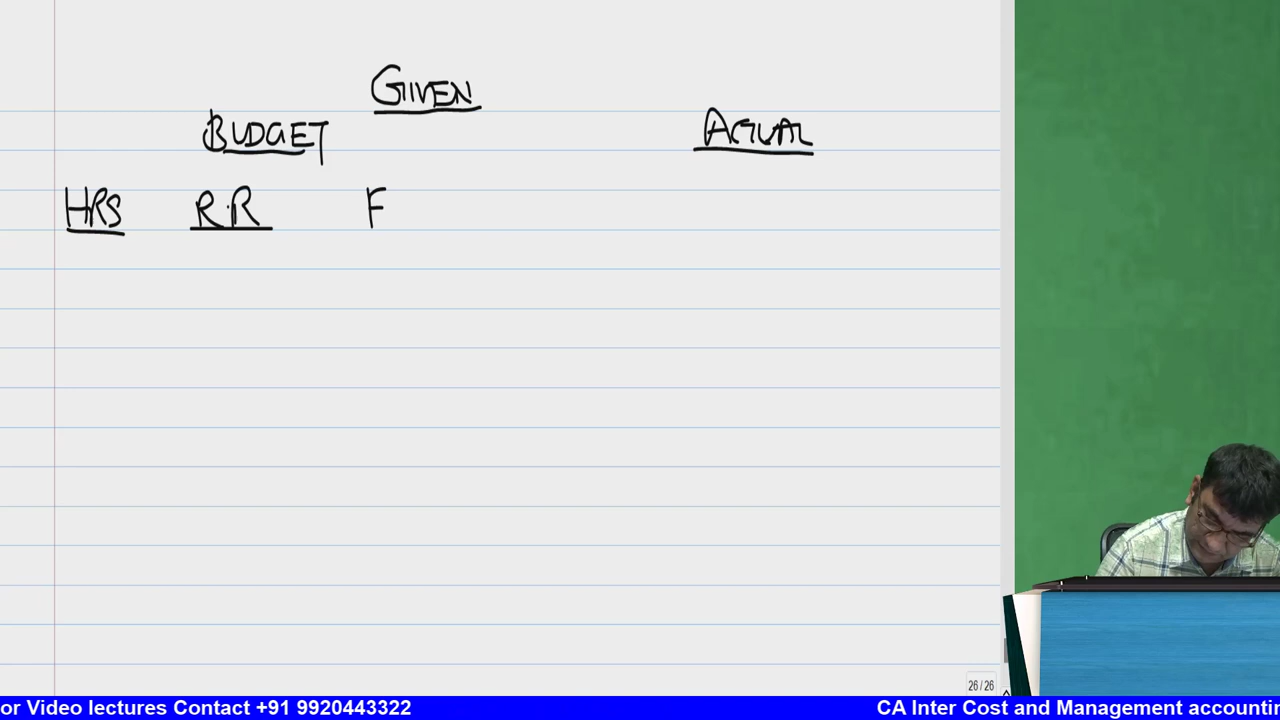 GIVEN
BUDGET ACTUAL
HRS R.R F
26/26
or Video lectures Contact +91 9920443322 CA Inter Cost and Management accountin